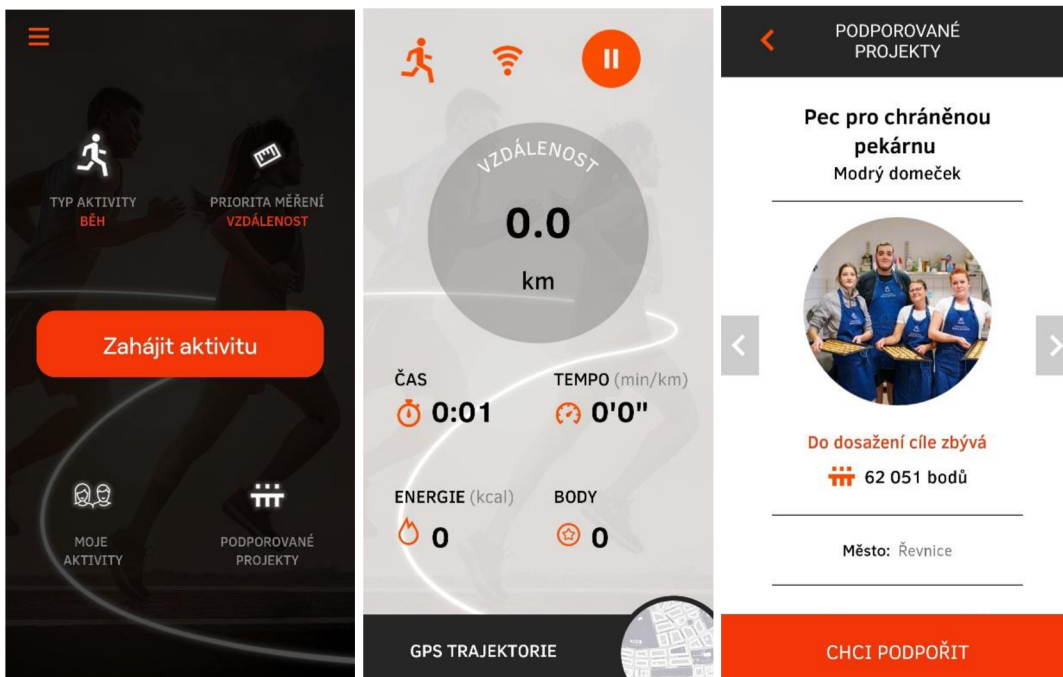 TYP AKTIVITY
BĚH
PRIORITA MĚŘENÍ
VZDÁLENOST
Zahájit aktivitu
MOJE
AKTIVITY
PODPOROVANÉ
PROJEKTY
VZDÁLENOST
0.0
km
ČAS
0:01
TEMPO (min/km)
0'0"
ENERGIE (kcal)
0
BODY
0
GPS TRAJEKTORIE
PODPOROVANÉ
PROJEKTY
Pec pro chráněnou
pekárnu
Modrý domeček
Do dosažení cíle zbývá
62 051 bodů
Město: Řevnice
CHCI PODPOŘIT